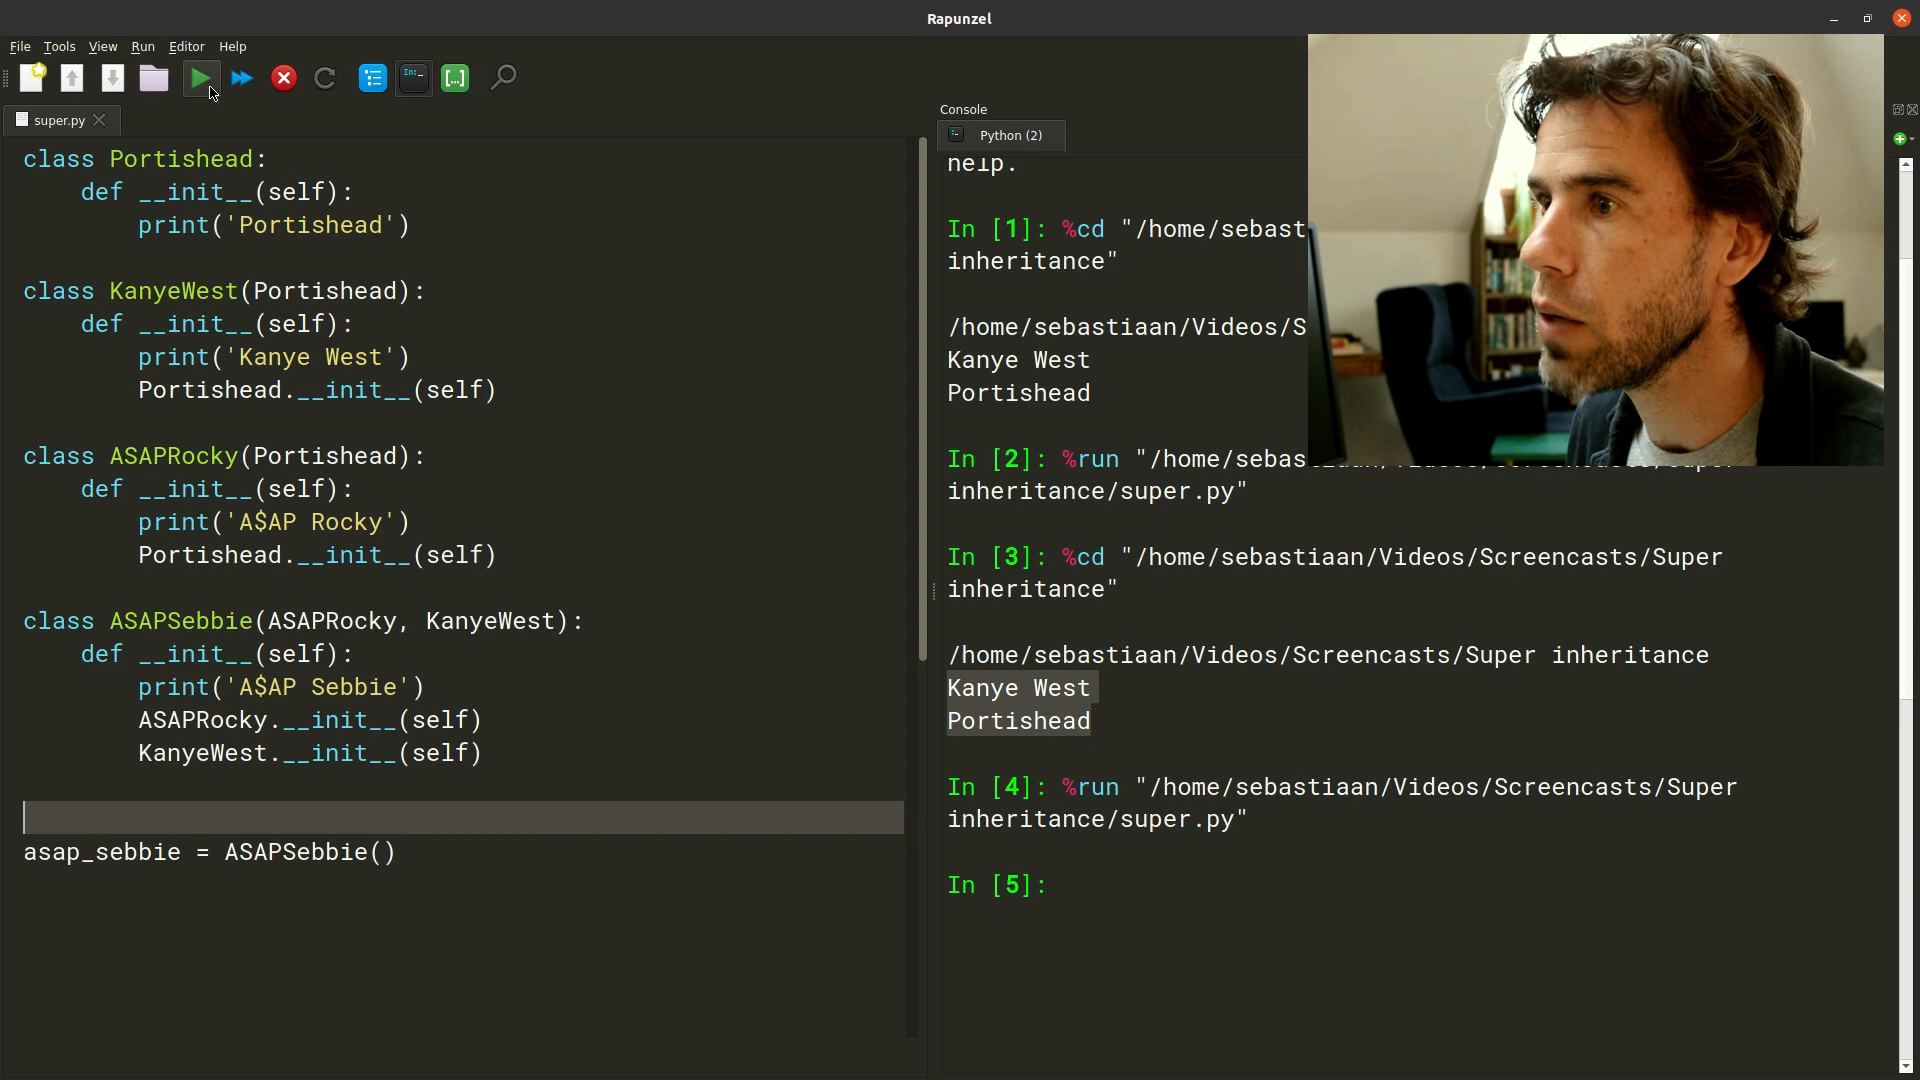 Rapunzel
File Tools View Run Editor Help
super.py
class Portishead:
def __init__(self):
print('Portishead')
class KanyeWest(Portishead):
def __init__(self):
print('Kanye West')
Portishead.__init__(self)
class ASAPRocky(Portishead):
def __init__(self):
print('A$AP Rocky')
Portishead.__init__(self)
class ASAPSebbie(ASAPRocky, KanyeWest):
def __init__(self):
print('A$AP Sebbie')
ASAPRocky.__init__(self)
KanyeWest.__init__(self)
asap_sebbie = ASAPSebbie()
Console
Python (2)
help.
In [1]: %cd "/home/sebast
inheritance"
/home/sebastiaan/Videos/S
Kanye West
Portishead
In [2]: %run "/home/sebas
inheritance/super.py"
In [3]: %cd "/home/sebastiaan/Videos/Screencasts/Super
inheritance"
/home/sebastiaan/Videos/Screencasts/Super inheritance
Kanye West
Portishead
In [4]: %run "/home/sebastiaan/Videos/Screencasts/Super
inheritance/super.py"
In [5]: